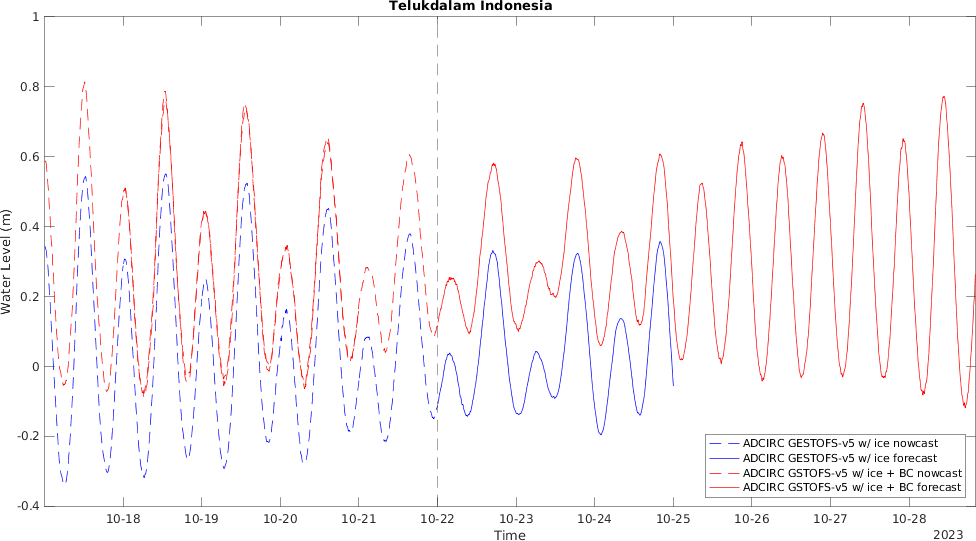 Telukdalam Indonesia
1
0.8
0.6
0.4
0.2
0
-0.2
-0.4
Water Level (m)
10-18 10-19 10-20 10-21 10-22 10-23 10-24 10-25 10-26 10-27 10-28
Time
2023
ADCIRC GESTOFS-v5 w/ ice nowcast
ADCIRC GESTOFS-v5 w/ ice forecast
ADCIRC GSTOFS-v5 w/ ice + BC nowcast
ADCIRC GSTOFS-v5 w/ ice + BC forecast